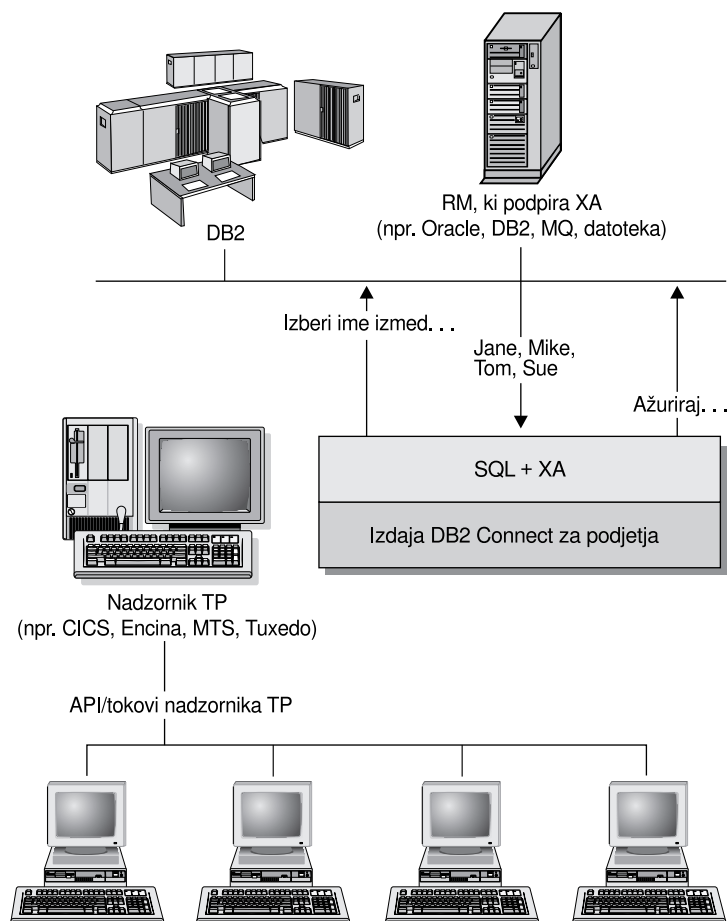 DB2
RM, ki podpira XA
(npr. Oracle, DB2, MQ, datoteka)
Izberi ime izmed. . .
Jane, Mike,
Tom, Sue
Ažuriraj. . .
SQL + XA
Izdaja DB2 Connect za podjetja
Nadzornik TP
(npr. CICS, Encina, MTS, Tuxedo)
API/tokovi nadzornika TP